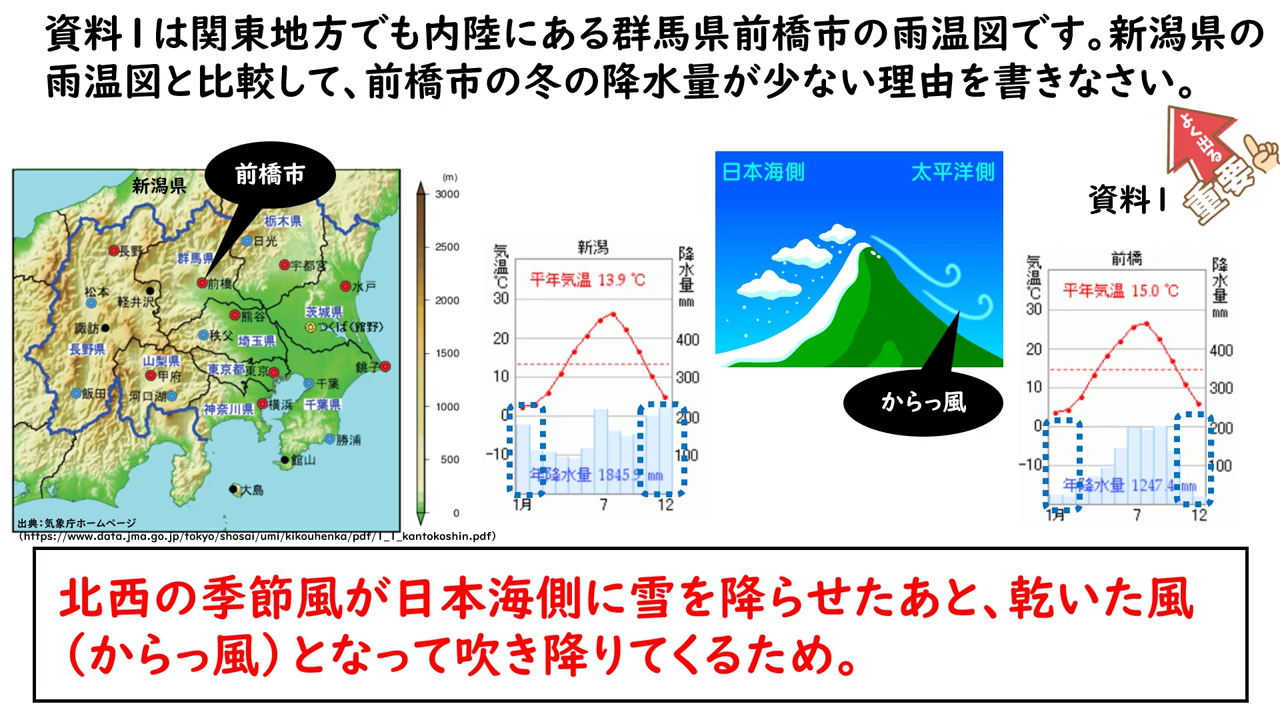 資料1は関東地方でも内陸にある群馬県前橋市の雨温図です。新潟県の
雨温図と比較して、前橋市の冬の降水量が少ない理由を書きなさい。
よく出る
重要
資料1
前橋市
新潟県
栃木県
日光
長野
群馬県
宇都宮
前橋
水戸
松本
軽井沢
熊谷
茨城県
つくば(館野)
諏訪
秩父
埼玉県
長野県
山梨県
甲府
東京都
東京
銚子
飯田
河口湖
千葉
神奈川県
横浜
千葉県
勝浦
館山
大島
出典:気象庁ホームページ
(https://www.data.jma.go.jp/tokyo/shosai/umi/kikouhenka/pdf/1_1_kantokoshin.pdf)
(m)
3000
2500
2000
1500
1000
500
0
新潟
気温℃
降水量㎜
平年気温 13.9 ℃
30
20
10
0
-10
400
300
200
100
年降水量 1845.9 ㎜
1月
7
12
日本海側
太平洋側
からっ風
前橋
気温℃
降水量㎜
平年気温 15.0 ℃
30
20
10
0
-10
400
300
200
100
年降水量 1247.4 ㎜
1月
7
12
北西の季節風が日本海側に雪を降らせたあと、乾いた風
(からっ風)となって吹き降りてくるため。